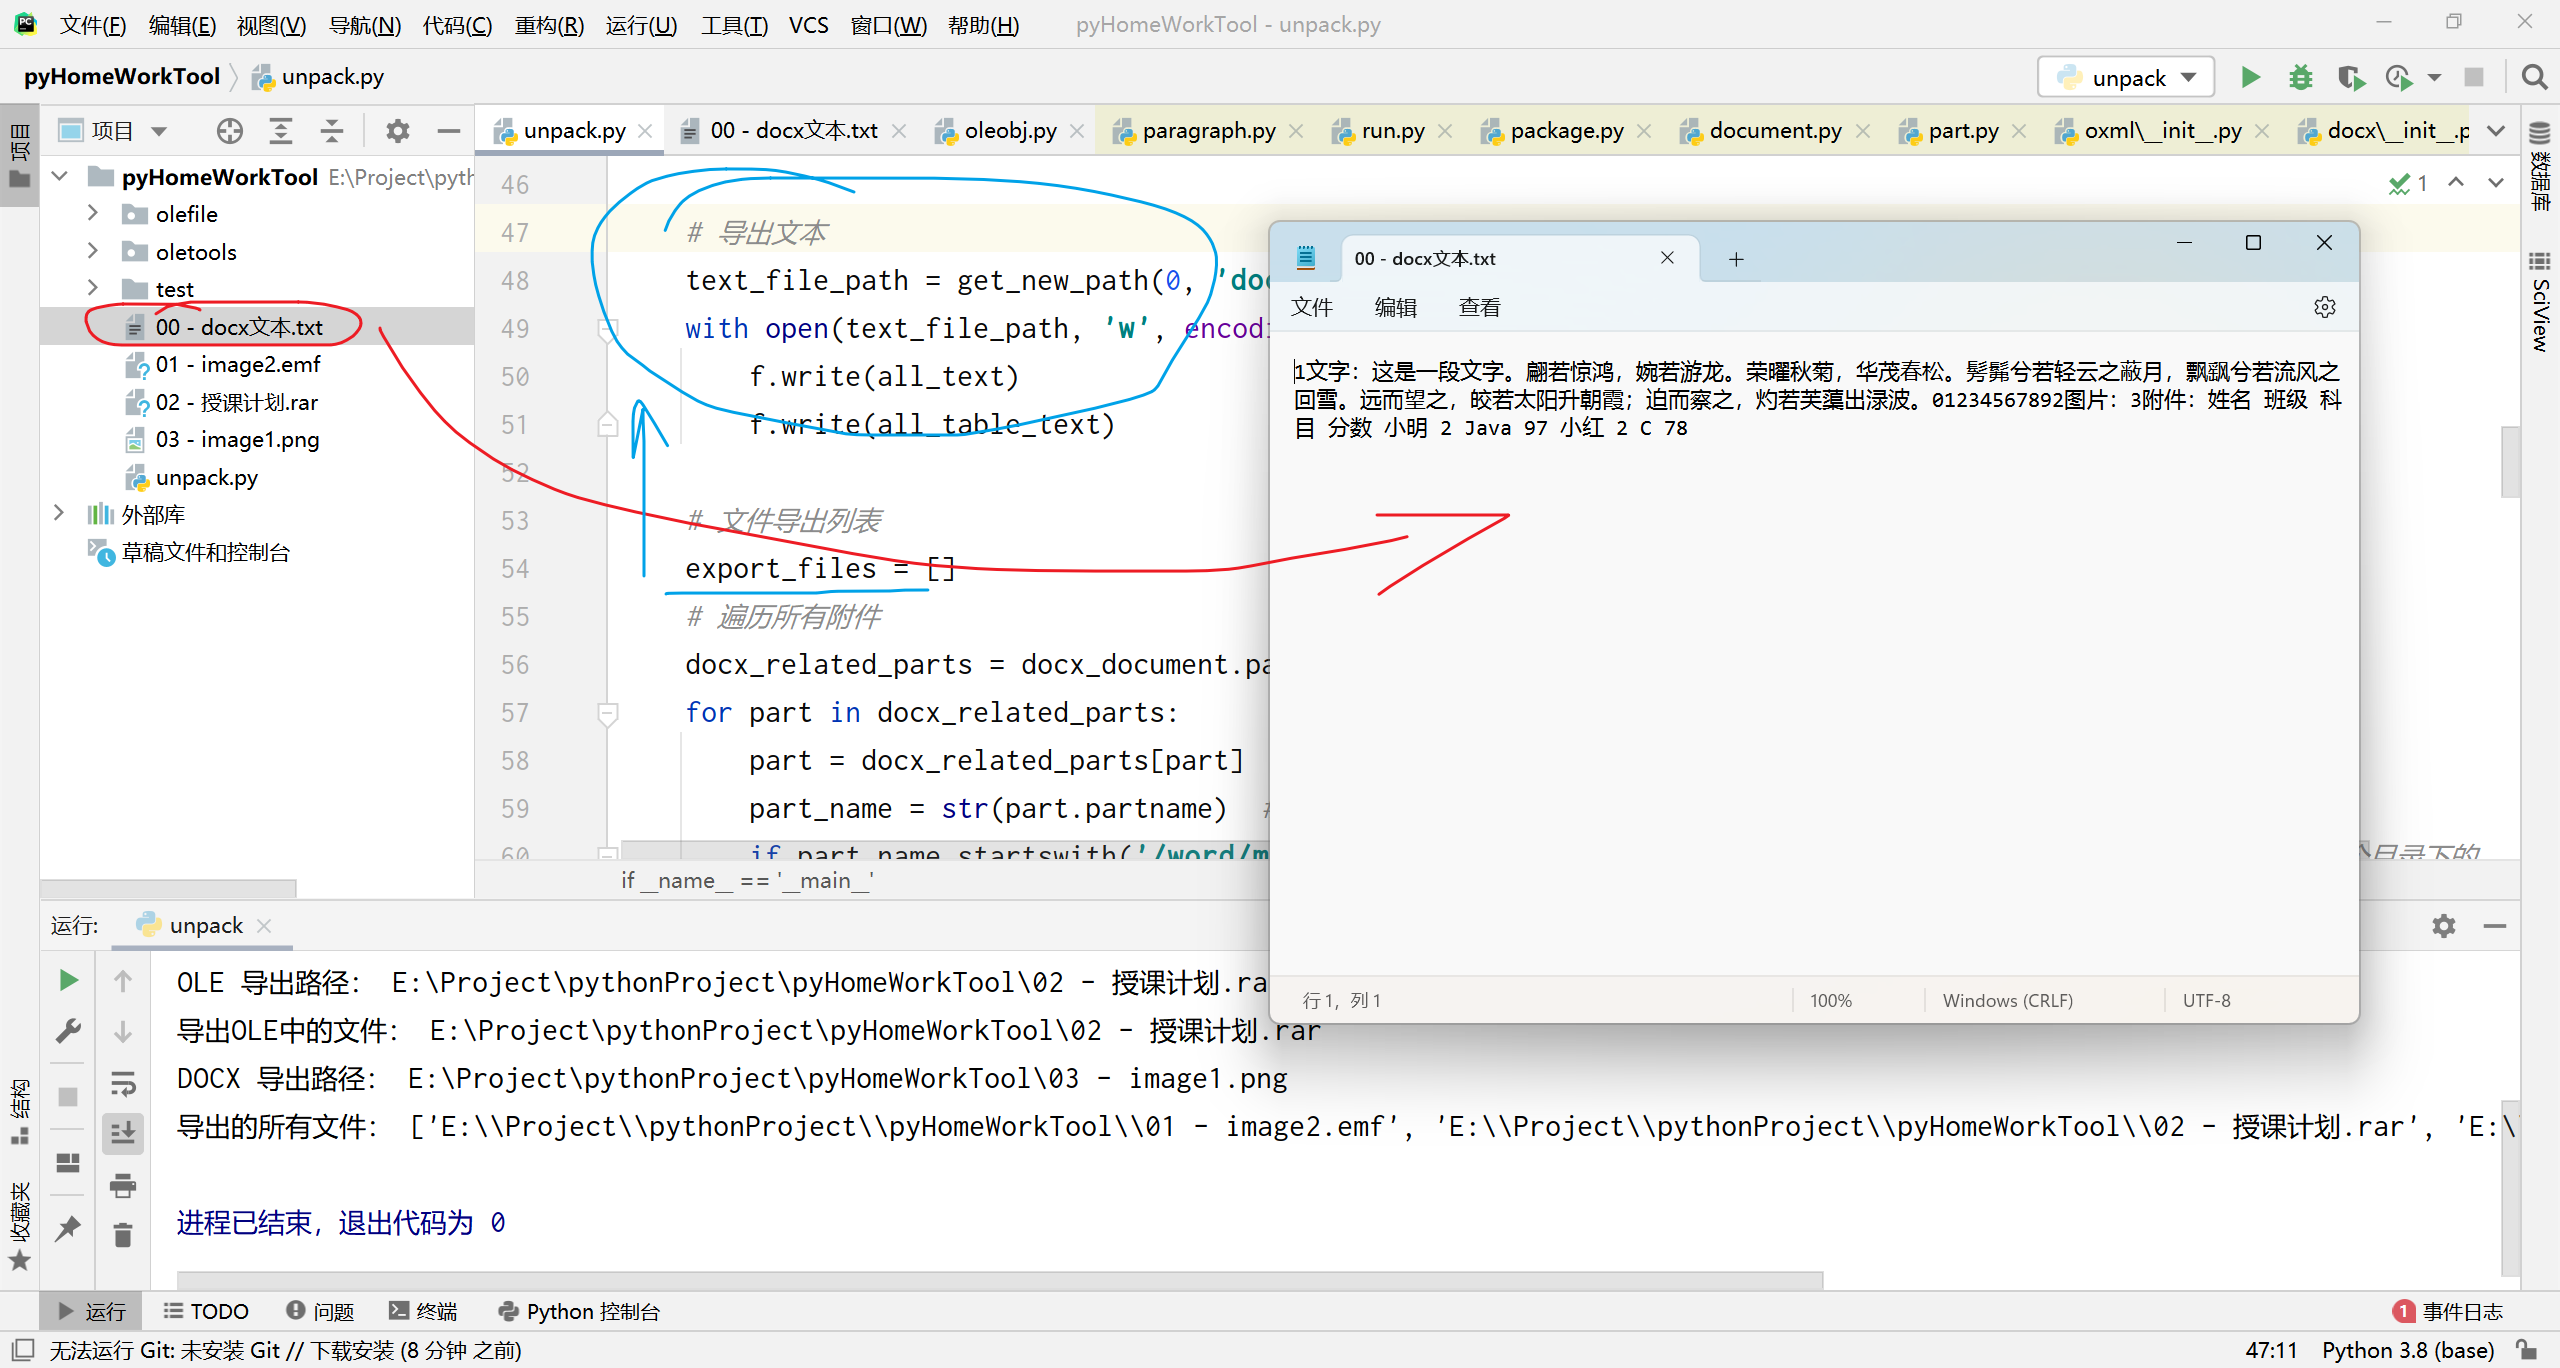 文件(F) 编辑(E) 视图(V) 导航(N) 代码(C) 重构(R) 运行(U) 工具(T) VCS 窗口(W) 帮助(H) pyHomeWorkTool - unpack.py
pyHomeWorkTool unpack.py
unpack
项目
unpack.py 00 - docx文本.txt oleobj.py paragraph.py run.py package.py document.py part.py oxml\__init__.py docx\__init__.p
项目
pyHomeWorkTool E:\Project\pyth
olefile
oletools
test
00 - docx文本.txt
01 - image2.emf
02 - 授课计划.rar
03 - image1.png
unpack.py
外部库
草稿文件和控制台
1
46
47 # 导出文本
48 text_file_path = get_new_path(0, 'doc
49 with open(text_file_path, 'w', encodi
50 f.write(all_text)
51 f.write(all_table_text)
52
53 # 文件导出列表
54 export_files = []
55 # 遍历所有附件
56 docx_related_parts = docx_document.pa
57 for part in docx_related_parts:
58 part = docx_related_parts[part]
59 part_name = str(part.partname) #
60 if part_name.startswith('/word/m
个目录下的
if __name__ == '__main__'
00 - docx文本.txt
文件 编辑 查看
1文字：这是一段文字。翩若惊鸿，婉若游龙。荣曜秋菊，华茂春松。髣髴兮若轻云之蔽月，飘飖兮若流风之
回雪。远而望之，皎若太阳升朝霞；迫而察之，灼若芙蕖出渌波。01234567892图片：3附件：姓名 班级 科
目 分数 小明 2 Java 97 小红 2 C 78
行 1，列 1 100% Windows (CRLF) UTF-8
数据库
SciView
运行: unpack
OLE 导出路径： E:\Project\pythonProject\pyHomeWorkTool\02 - 授课计划.ra
导出OLE中的文件： E:\Project\pythonProject\pyHomeWorkTool\02 - 授课计划.rar
DOCX 导出路径： E:\Project\pythonProject\pyHomeWorkTool\03 - image1.png
导出的所有文件： ['E:\\Project\\pythonProject\\pyHomeWorkTool\\01 - image2.emf', 'E:\\Project\\pythonProject\\pyHomeWorkTool\\02 - 授课计划.rar', 'E:\
进程已结束，退出代码为 0
结构
收藏夹
运行 TODO 问题 终端 Python 控制台 1 事件日志
无法运行 Git: 未安装 Git // 下载安装 (8 分钟 之前) 47:11 Python 3.8 (base)